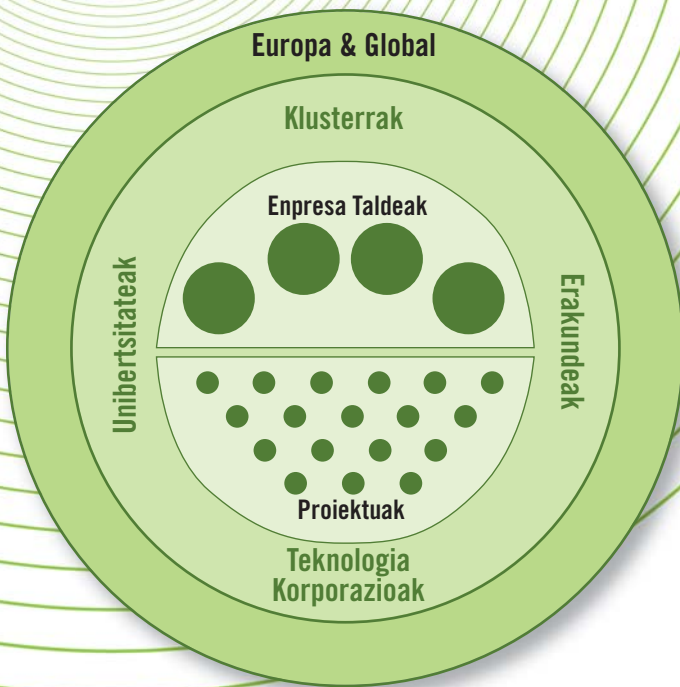 Europa & Global
Klusterrak
Enpresa Taldeak
Unibertsitateak
Erakundeak
Proiektuak
Teknologia
Korporazioak